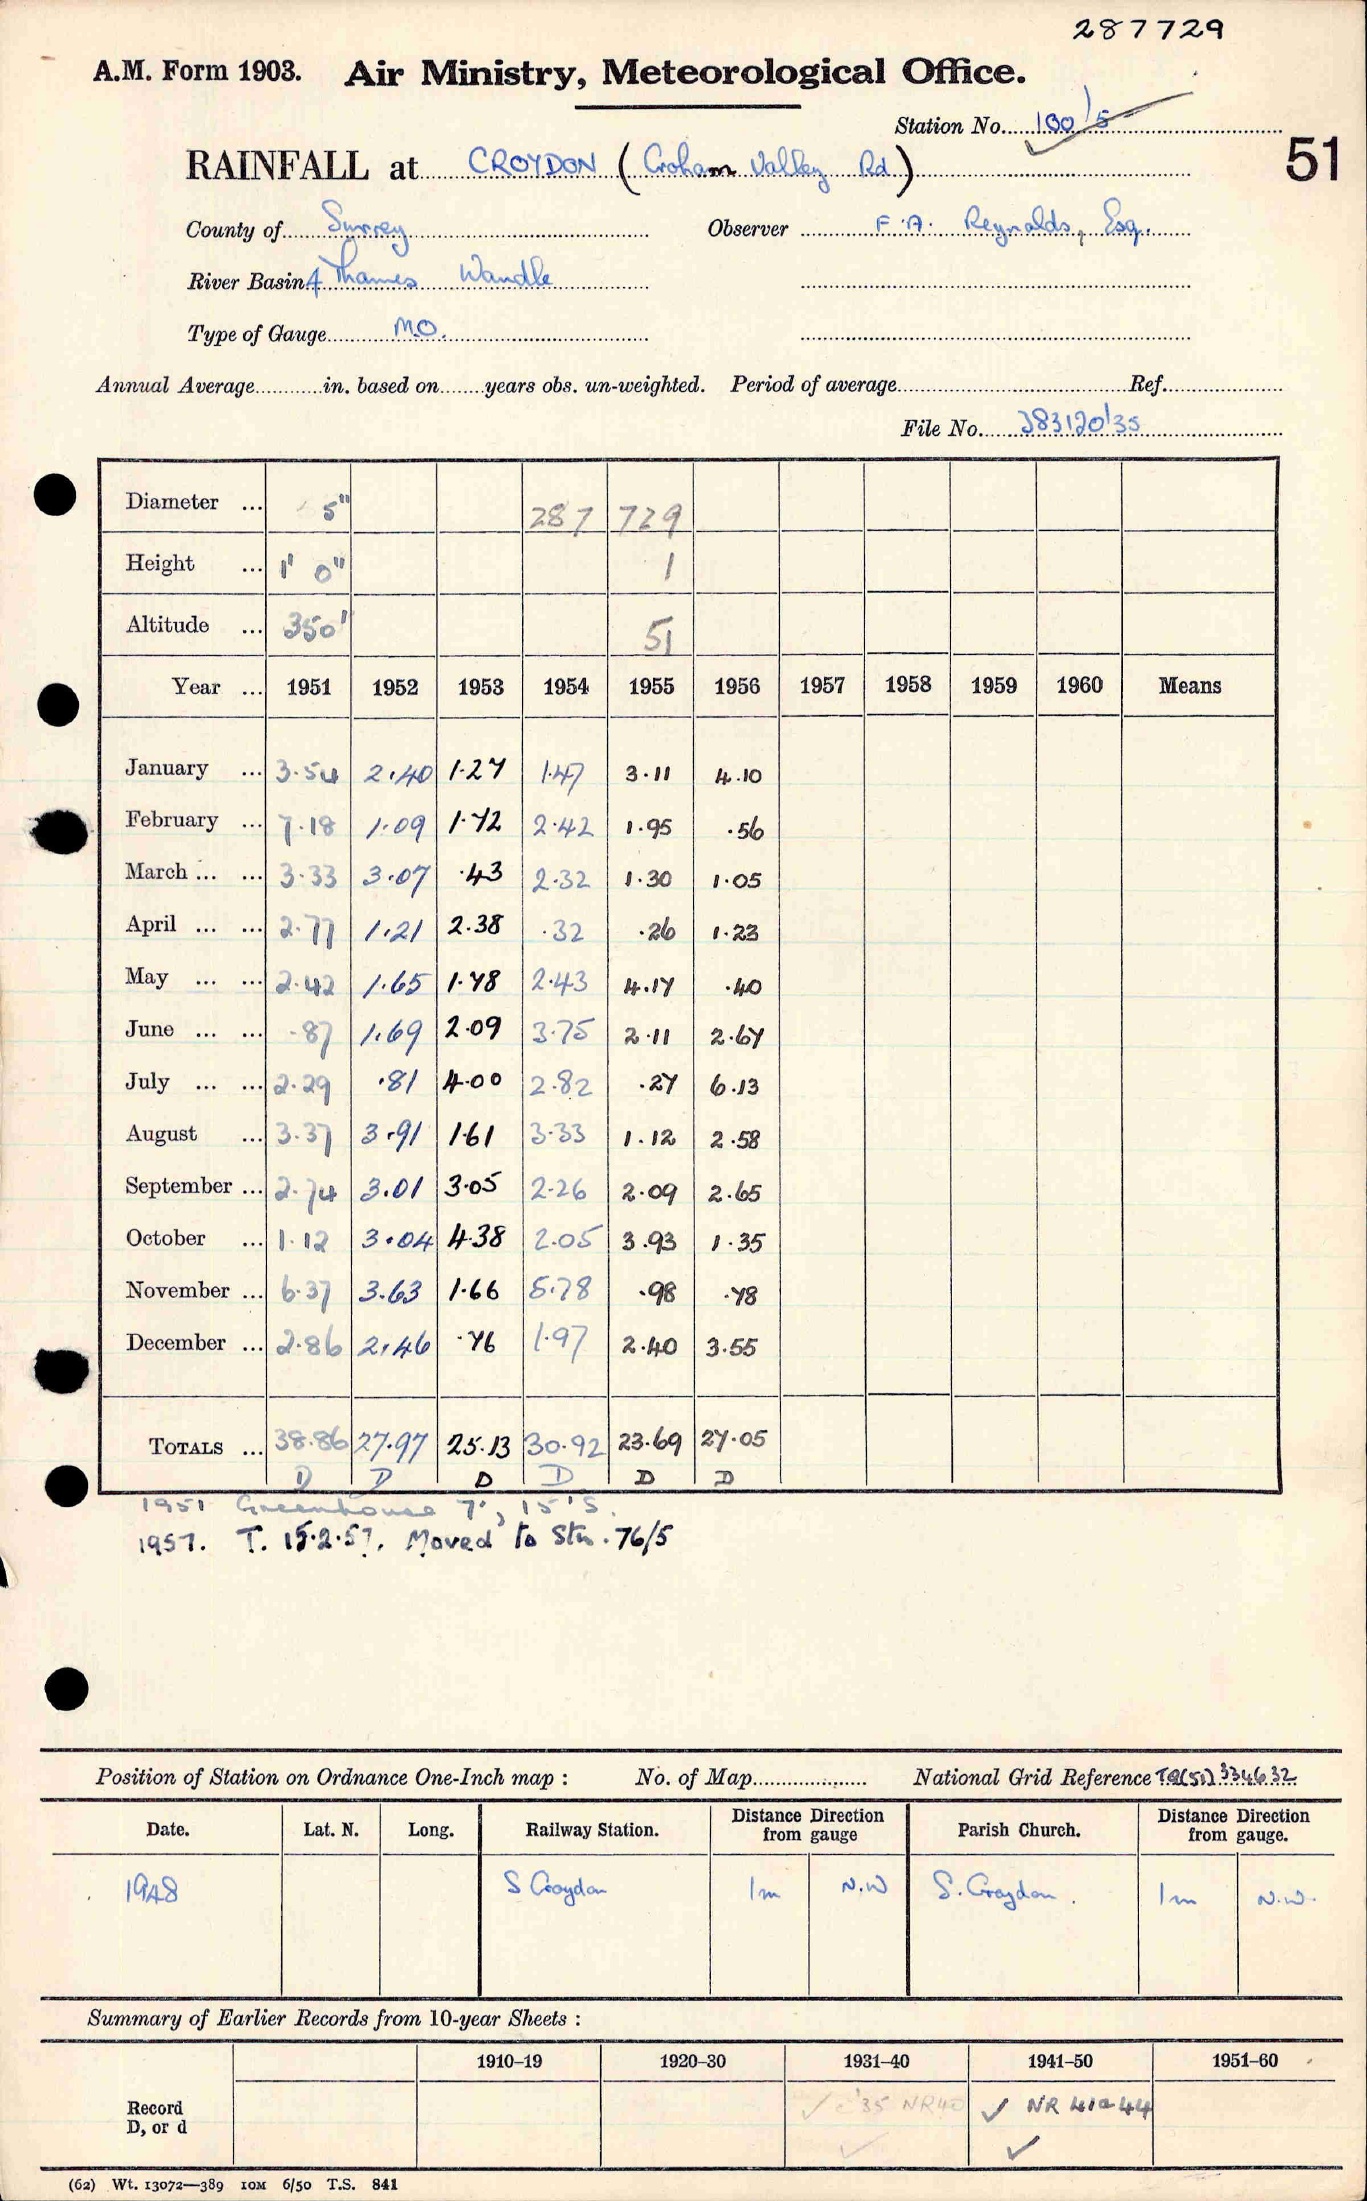 287729
A.M. Form 1903. Air Ministry, Meteorological Office.
Station No. 100/5
51
RAINFALL at CROYDON (Croham Valley Rd)
County of Surrey Observer F.A. Reynolds, Esq.
River Basin Thames Wandle
Type of Gauge M.O.
Annual Average in. based on years obs. un-weighted. Period of average Ref.
File No.
Diameter ... 5" 287 729
Height ... 1' 0" 1
Altitude ... 350' 51
Year ... 1951 1952 1953 1954 1955 1956 1957 1958 1959 1960 Means
January ... 3.54 2.40 1.27 1.47 3.11 4.10
February ... 7.18 1.09 1.72 2.42 1.95 .56
March ... ... 3.33 3.07 .43 2.32 1.30 1.05
April ... ... 2.77 1.21 2.38 .32 .26 1.23
May ... ... 2.42 1.65 1.78 2.43 4.17 .40
June ... ... .87 1.69 2.09 3.75 2.11 2.67
July ... ... 2.29 .81 4.00 2.82 .27 6.13
August ... 3.37 3.91 1.61 3.33 1.12 2.58
September ... 2.74 3.01 3.05 2.26 2.09 2.65
October ... 1.12 3.04 4.38 2.05 3.93 1.35
November ... 6.37 3.63 1.66 5.78 .98 .78
December ... 2.86 2.46 .76 1.97 2.40 3.55
TOTALS ... 38.86 27.97 25.13 30.92 23.69 27.05
D D D D D D
1951 Greenhouse 7', 15' S.
1957. T. 15.2.57. Moved to Stn. 76/5
Position of Station on Ordnance One-Inch map : No. of Map National Grid Reference TQ(51) 334632
Date. Lat. N. Long. Railway Station. Distance Direction from gauge Parish Church. Distance Direction from gauge.
1948 S Croydon 1m N.W S. Croydon. 1m N.W.
Summary of Earlier Records from 10-year Sheets :
1910–19 1920–30 1931–40 1941–50 1951–60
Record D, or d ✓ '35 NR40 ✓ NR 41a44
✓ ✓
(62) Wt. 13072—389 10M 6/50 T.S. 841